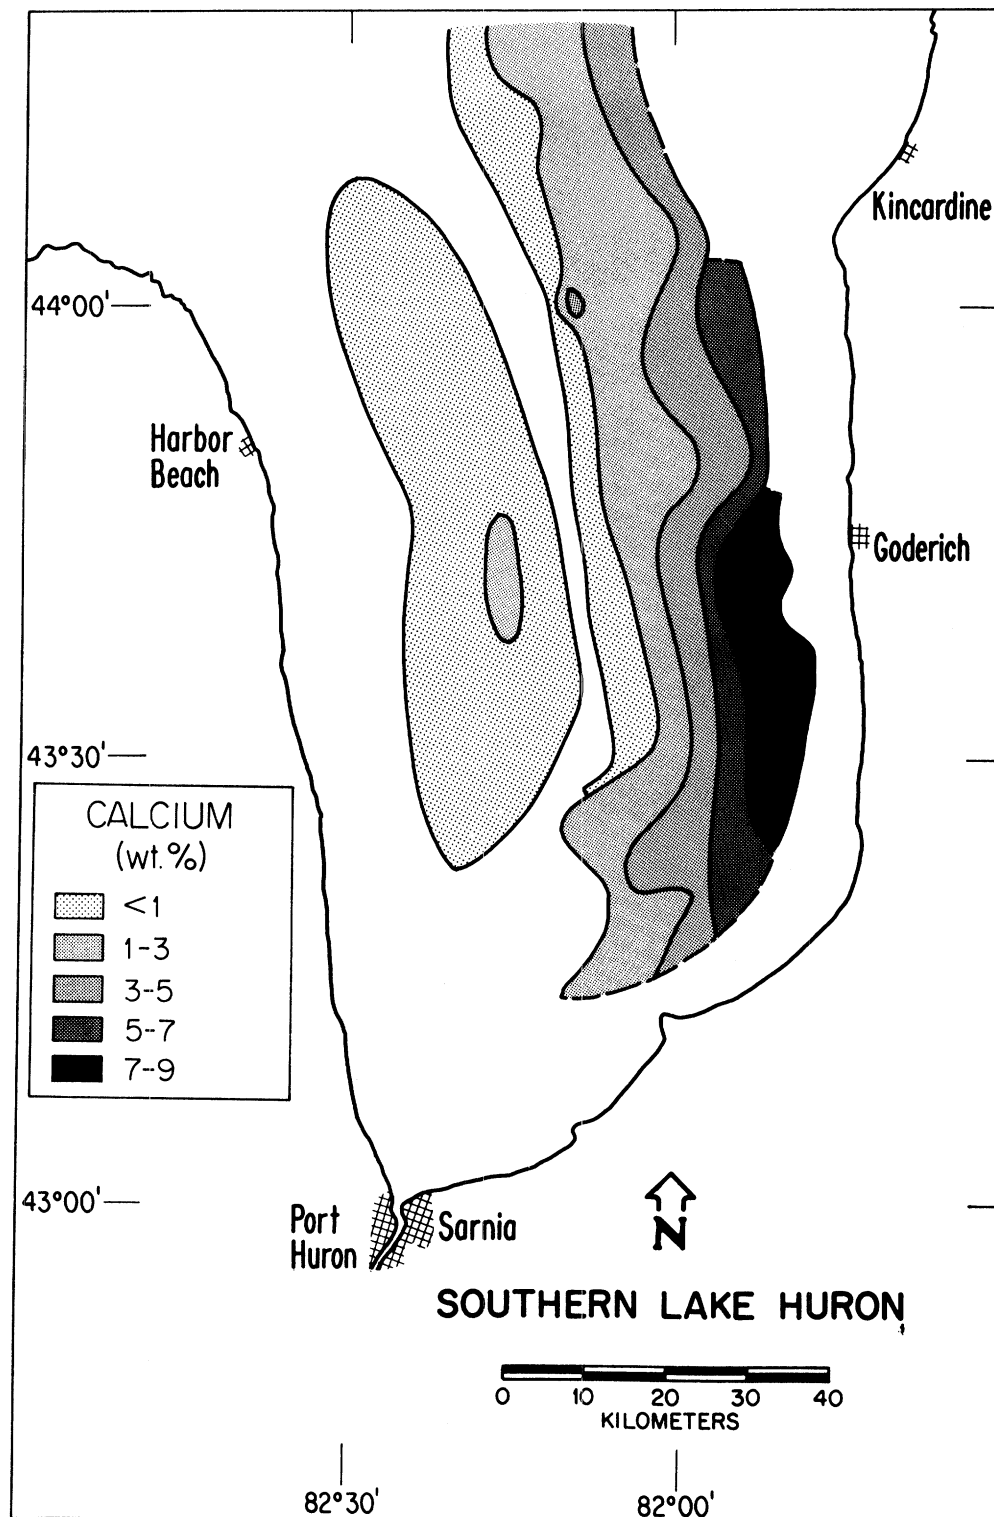 Kincardine
44°00'
Harbor
Beach
Goderich
43°30'
CALCIUM
(wt.%)
<1
1-3
3-5
5-7
7-9
43°00'
Port
Huron
Sarnia
N
SOUTHERN LAKE HURON
0 10 20 30 40
KILOMETERS
82°30'
82°00'